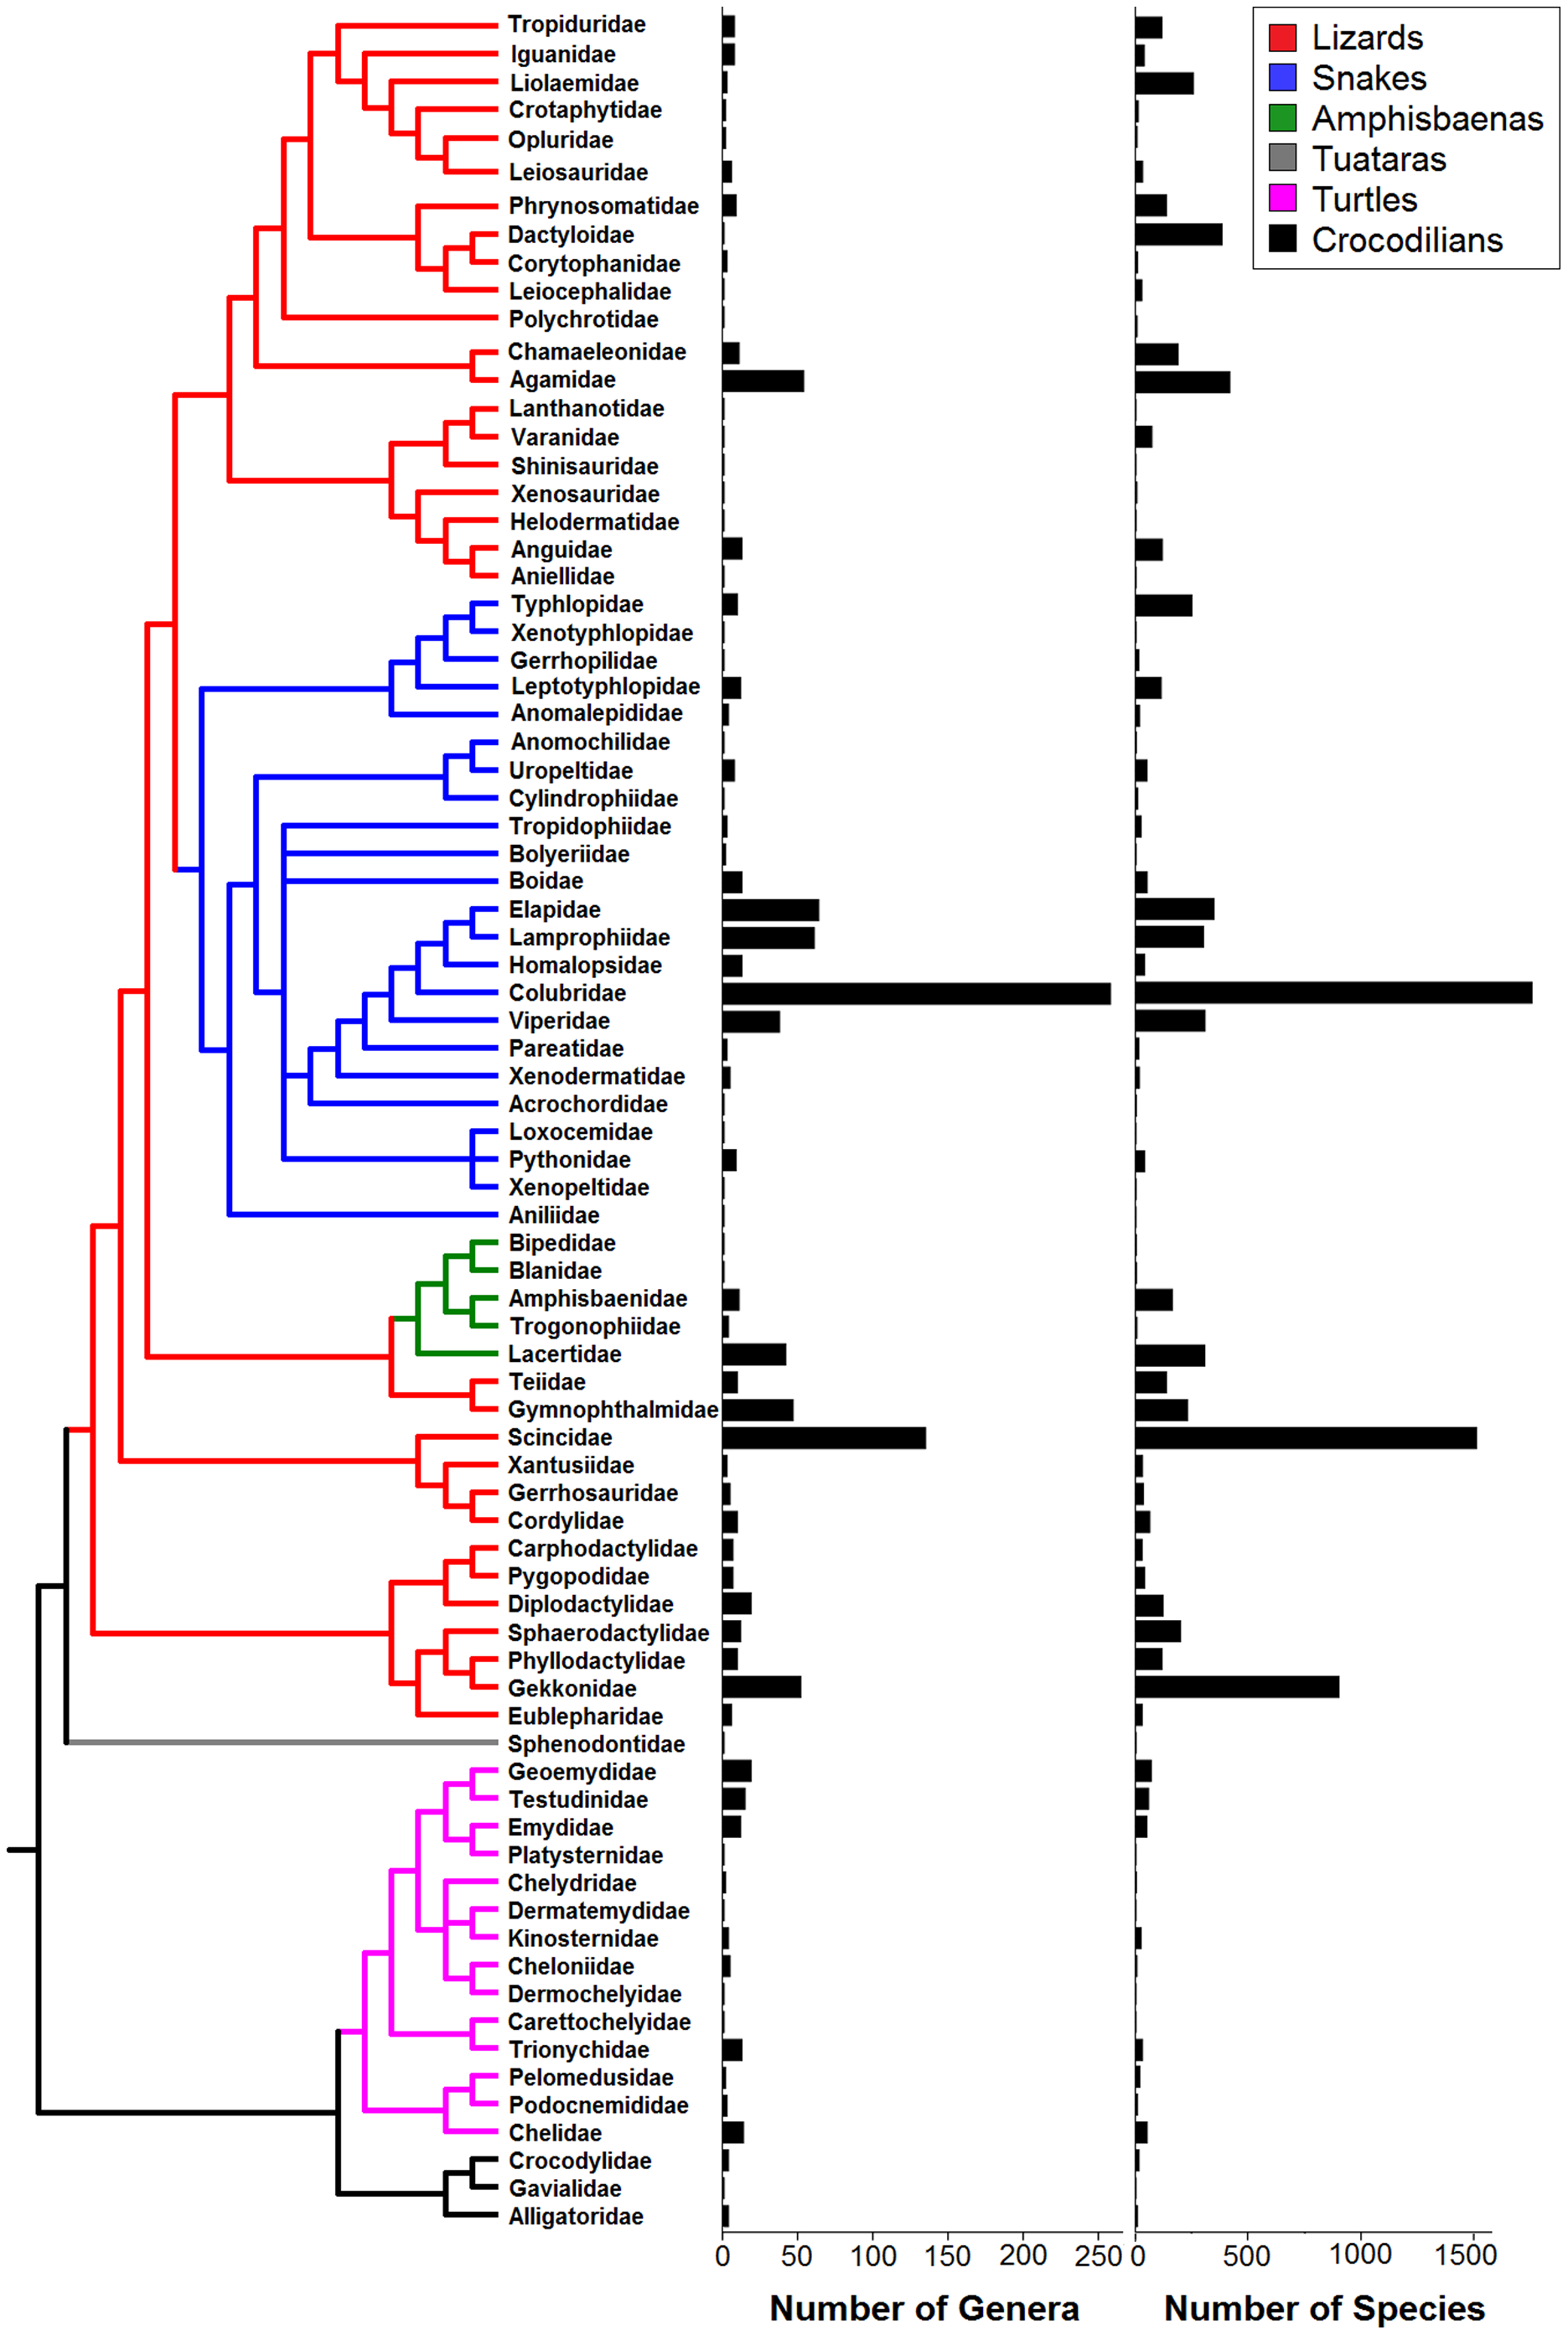 Tropiduridae
Iguanidae
Liolaemidae
Crotaphytidae
Opluridae
Leiosauridae
Phrynosomatidae
Dactyloidae
Corytophanidae
Leiocephalidae
Polychrotidae
Chamaeleonidae
Agamidae
Lanthanotidae
Varanidae
Shinisauridae
Xenosauridae
Helodermatidae
Anguidae
Aniellidae
Typhlopidae
Xenotyphlopidae
Gerrhopilidae
Leptotyphlopidae
Anomalepididae
Anomochilidae
Uropeltidae
Cylindrophiidae
Tropidophiidae
Bolyeriidae
Boidae
Elapidae
Lamprophiidae
Homalopsidae
Colubridae
Viperidae
Pareatidae
Xenodermatidae
Acrochordidae
Loxocemidae
Pythonidae
Xenopeltidae
Aniliidae
Bipedidae
Blanidae
Amphisbaenidae
Trogonophiidae
Lacertidae
Teiidae
Gymnophthalmidae
Scincidae
Xantusiidae
Gerrhosauridae
Cordylidae
Carphodactylidae
Pygopodidae
Diplodactylidae
Sphaerodactylidae
Phyllodactylidae
Gekkonidae
Eublepharidae
Sphenodontidae
Geoemydidae
Testudinidae
Emydidae
Platysternidae
Chelydridae
Dermatemydidae
Kinosternidae
Cheloniidae
Dermochelyidae
Carettochelyidae
Trionychidae
Pelomedusidae
Podocnemididae
Chelidae
Crocodylidae
Gavialidae
Alligatoridae
0 50 100 150 200 250
Number of Genera
0 500 1000 1500
Number of Species
Lizards
Snakes
Amphisbaenas
Tuataras
Turtles
Crocodilians